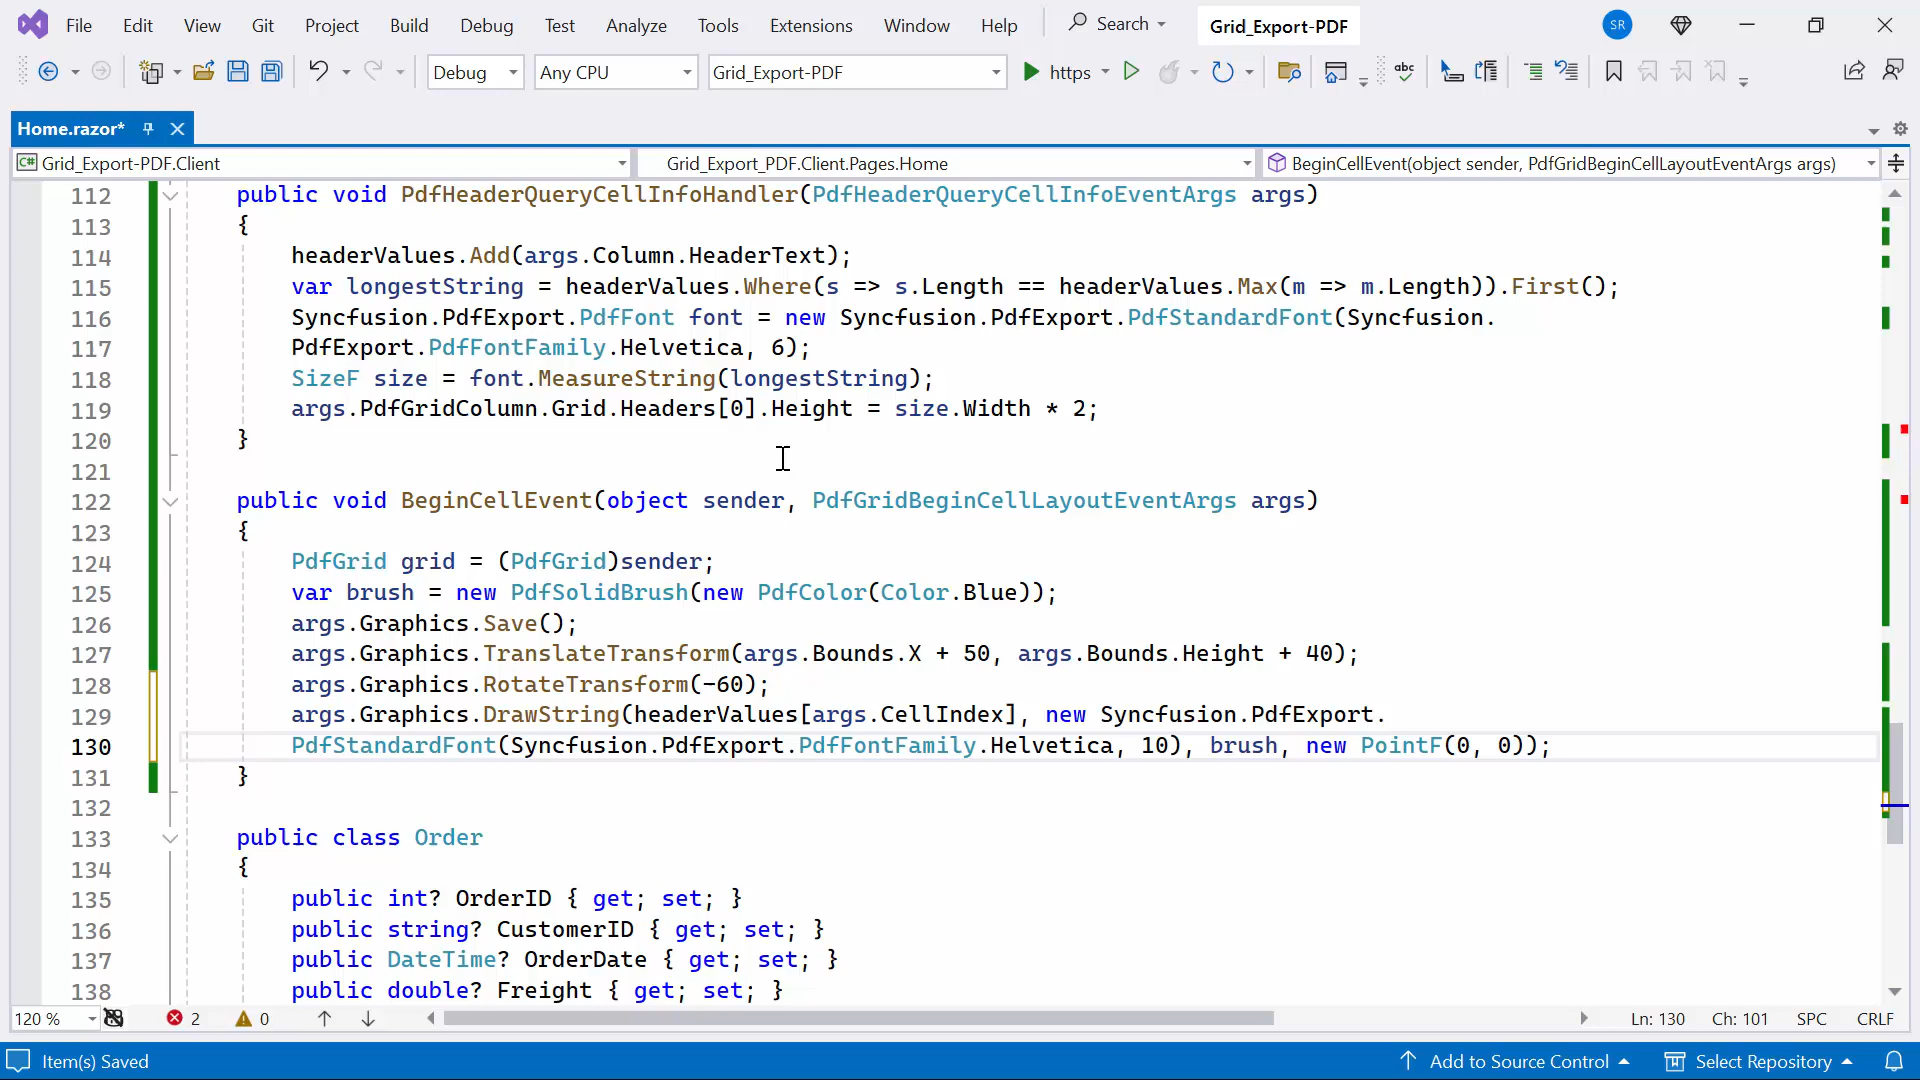 File Edit View Git Project Build Debug Test Analyze Tools Extensions Window Help Search Grid_Export-PDF SR
Debug Any CPU Grid_Export-PDF https abc
Home.razor*
Grid_Export-PDF.Client Grid_Export_PDF.Client.Pages.Home BeginCellEvent(object sender, PdfGridBeginCellLayoutEventArgs args)
112 public void PdfHeaderQueryCellInfoHandler(PdfHeaderQueryCellInfoEventArgs args)
113 {
114 headerValues.Add(args.Column.HeaderText);
115 var longestString = headerValues.Where(s => s.Length == headerValues.Max(m => m.Length)).First();
116 Syncfusion.PdfExport.PdfFont font = new Syncfusion.PdfExport.PdfStandardFont(Syncfusion.
117 PdfExport.PdfFontFamily.Helvetica, 6);
118 SizeF size = font.MeasureString(longestString);
119 args.PdfGridColumn.Grid.Headers[0].Height = size.Width * 2;
120 }
121
122 public void BeginCellEvent(object sender, PdfGridBeginCellLayoutEventArgs args)
123 {
124 PdfGrid grid = (PdfGrid)sender;
125 var brush = new PdfSolidBrush(new PdfColor(Color.Blue));
126 args.Graphics.Save();
127 args.Graphics.TranslateTransform(args.Bounds.X + 50, args.Bounds.Height + 40);
128 args.Graphics.RotateTransform(-60);
129 args.Graphics.DrawString(headerValues[args.CellIndex], new Syncfusion.PdfExport.
130 PdfStandardFont(Syncfusion.PdfExport.PdfFontFamily.Helvetica, 10), brush, new PointF(0, 0));
131 }
132
133 public class Order
134 {
135 public int? OrderID { get; set; }
136 public string? CustomerID { get; set; }
137 public DateTime? OrderDate { get; set; }
138 public double? Freight { get; set; }
120 % 2 0 Ln: 130 Ch: 101 SPC CRLF
Item(s) Saved Add to Source Control Select Repository